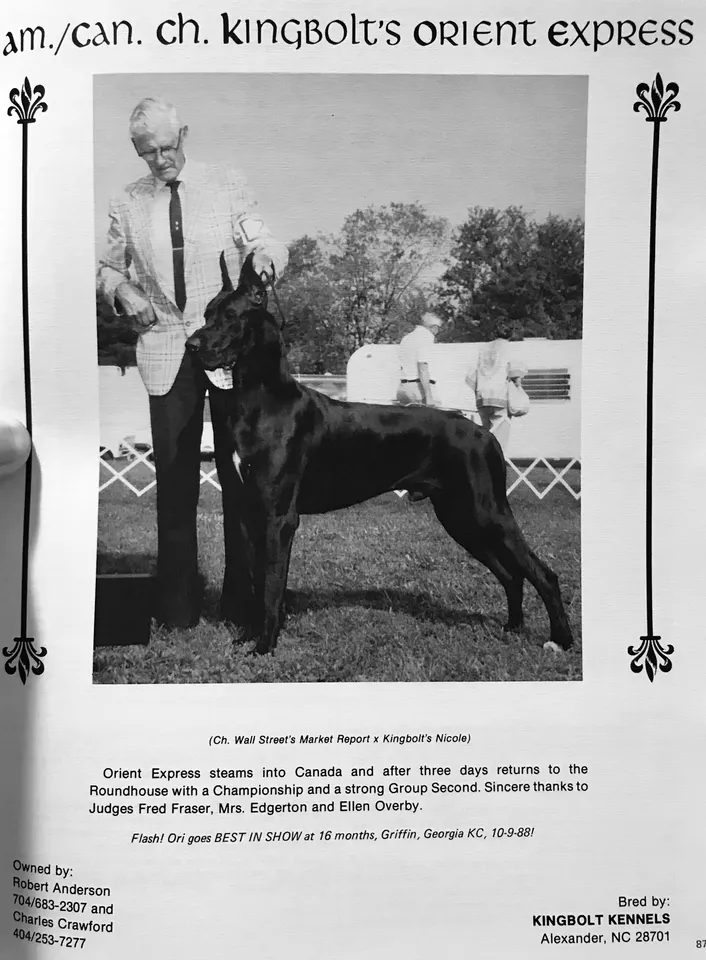 am./can. ch. kingbolt's orient express
(Ch. Wall Street's Market Report x Kingbolt's Nicole)
Orient Express steams into Canada and after three days returns to the
Roundhouse with a Championship and a strong Group Second. Sincere thanks to
Judges Fred Fraser, Mrs. Edgerton and Ellen Overby.
Flash! Ori goes BEST IN SHOW at 16 months, Griffin, Georgia KC, 10-9-88!
Owned by:
Robert Anderson
704/683-2307 and
Charles Crawford
404/253-7277
Bred by:
KINGBOLT KENNELS
Alexander, NC 28701
87